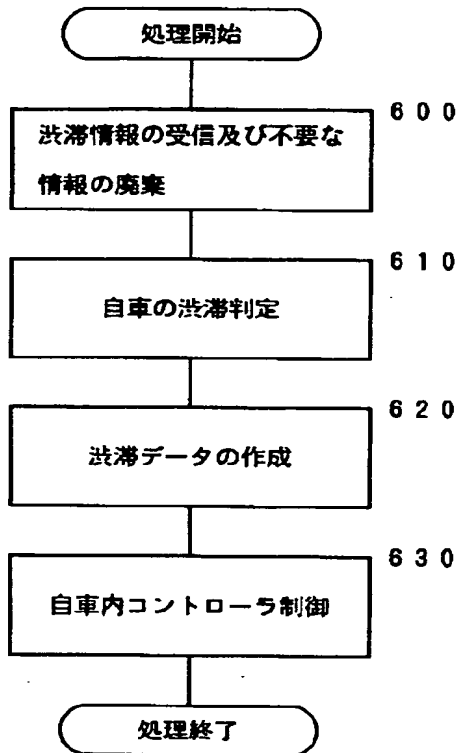 処理開始
600
渋滞情報の受信及び不要な
情報の廃棄
610
自車の渋滞判定
620
渋滞データの作成
630
自車内コントローラ制御
処理終了